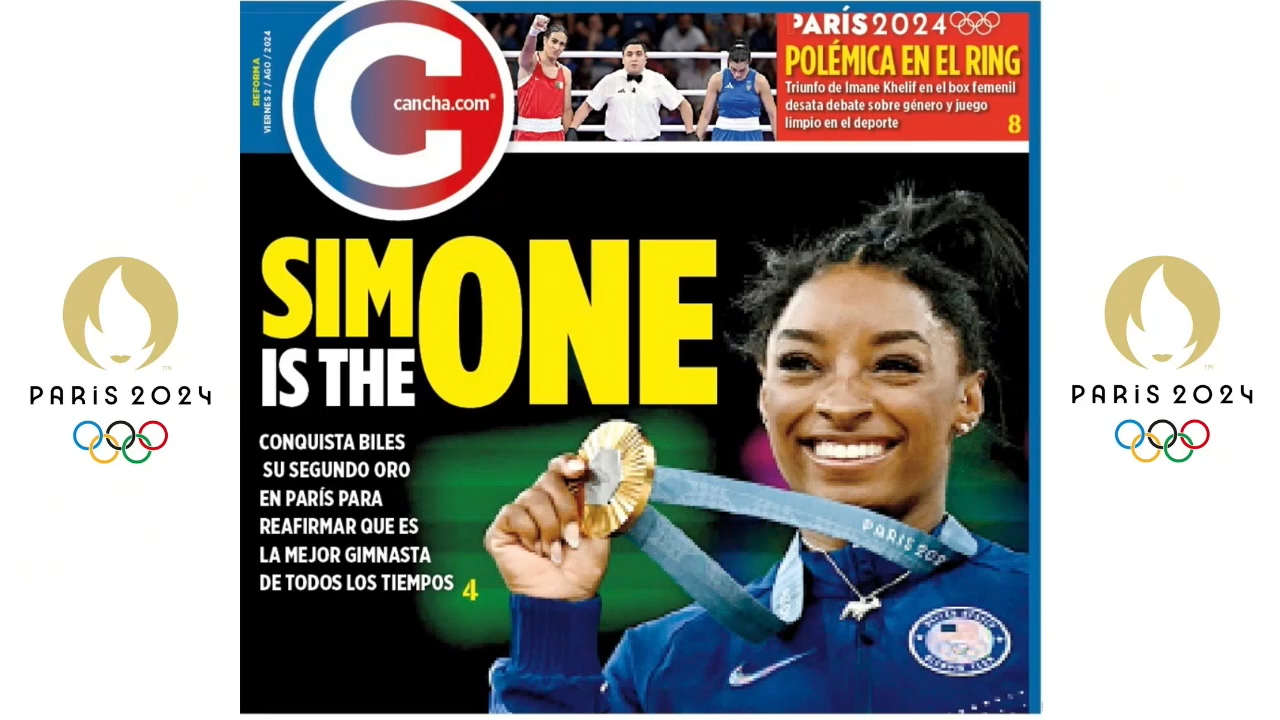 REFORMA
VIERNES 2 / AGO / 2024
cancha.com®
PARÍS 2024
POLÉMICA EN EL RING
Triunfo de Imane Khelif en el box femenil
desata debate sobre género y juego
limpio en el deporte
8
SIMONE
IS THE
CONQUISTA BILES
SU SEGUNDO ORO
EN PARÍS PARA
REAFIRMAR QUE ES
LA MEJOR GIMNASTA
DE TODOS LOS TIEMPOS 4
PARIS 202
PARIS 2024
PARIS 2024